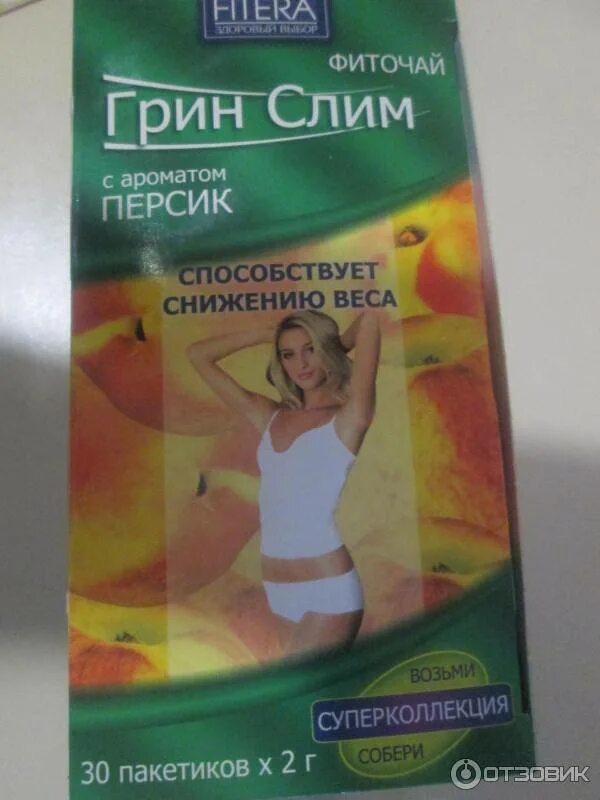 FITERA
ЗДОРОВЫЙ ВЫБОР
ФИТОЧАЙ
Грин Слим
с ароматом
ПЕРСИК
СПОСОБСТВУЕТ
СНИЖЕНИЮ ВЕСА
ВОЗЬМИ
СУПЕРКОЛЛЕКЦИЯ
СОБЕРИ
30 пакетиков х 2 г
ОТЗОВИК